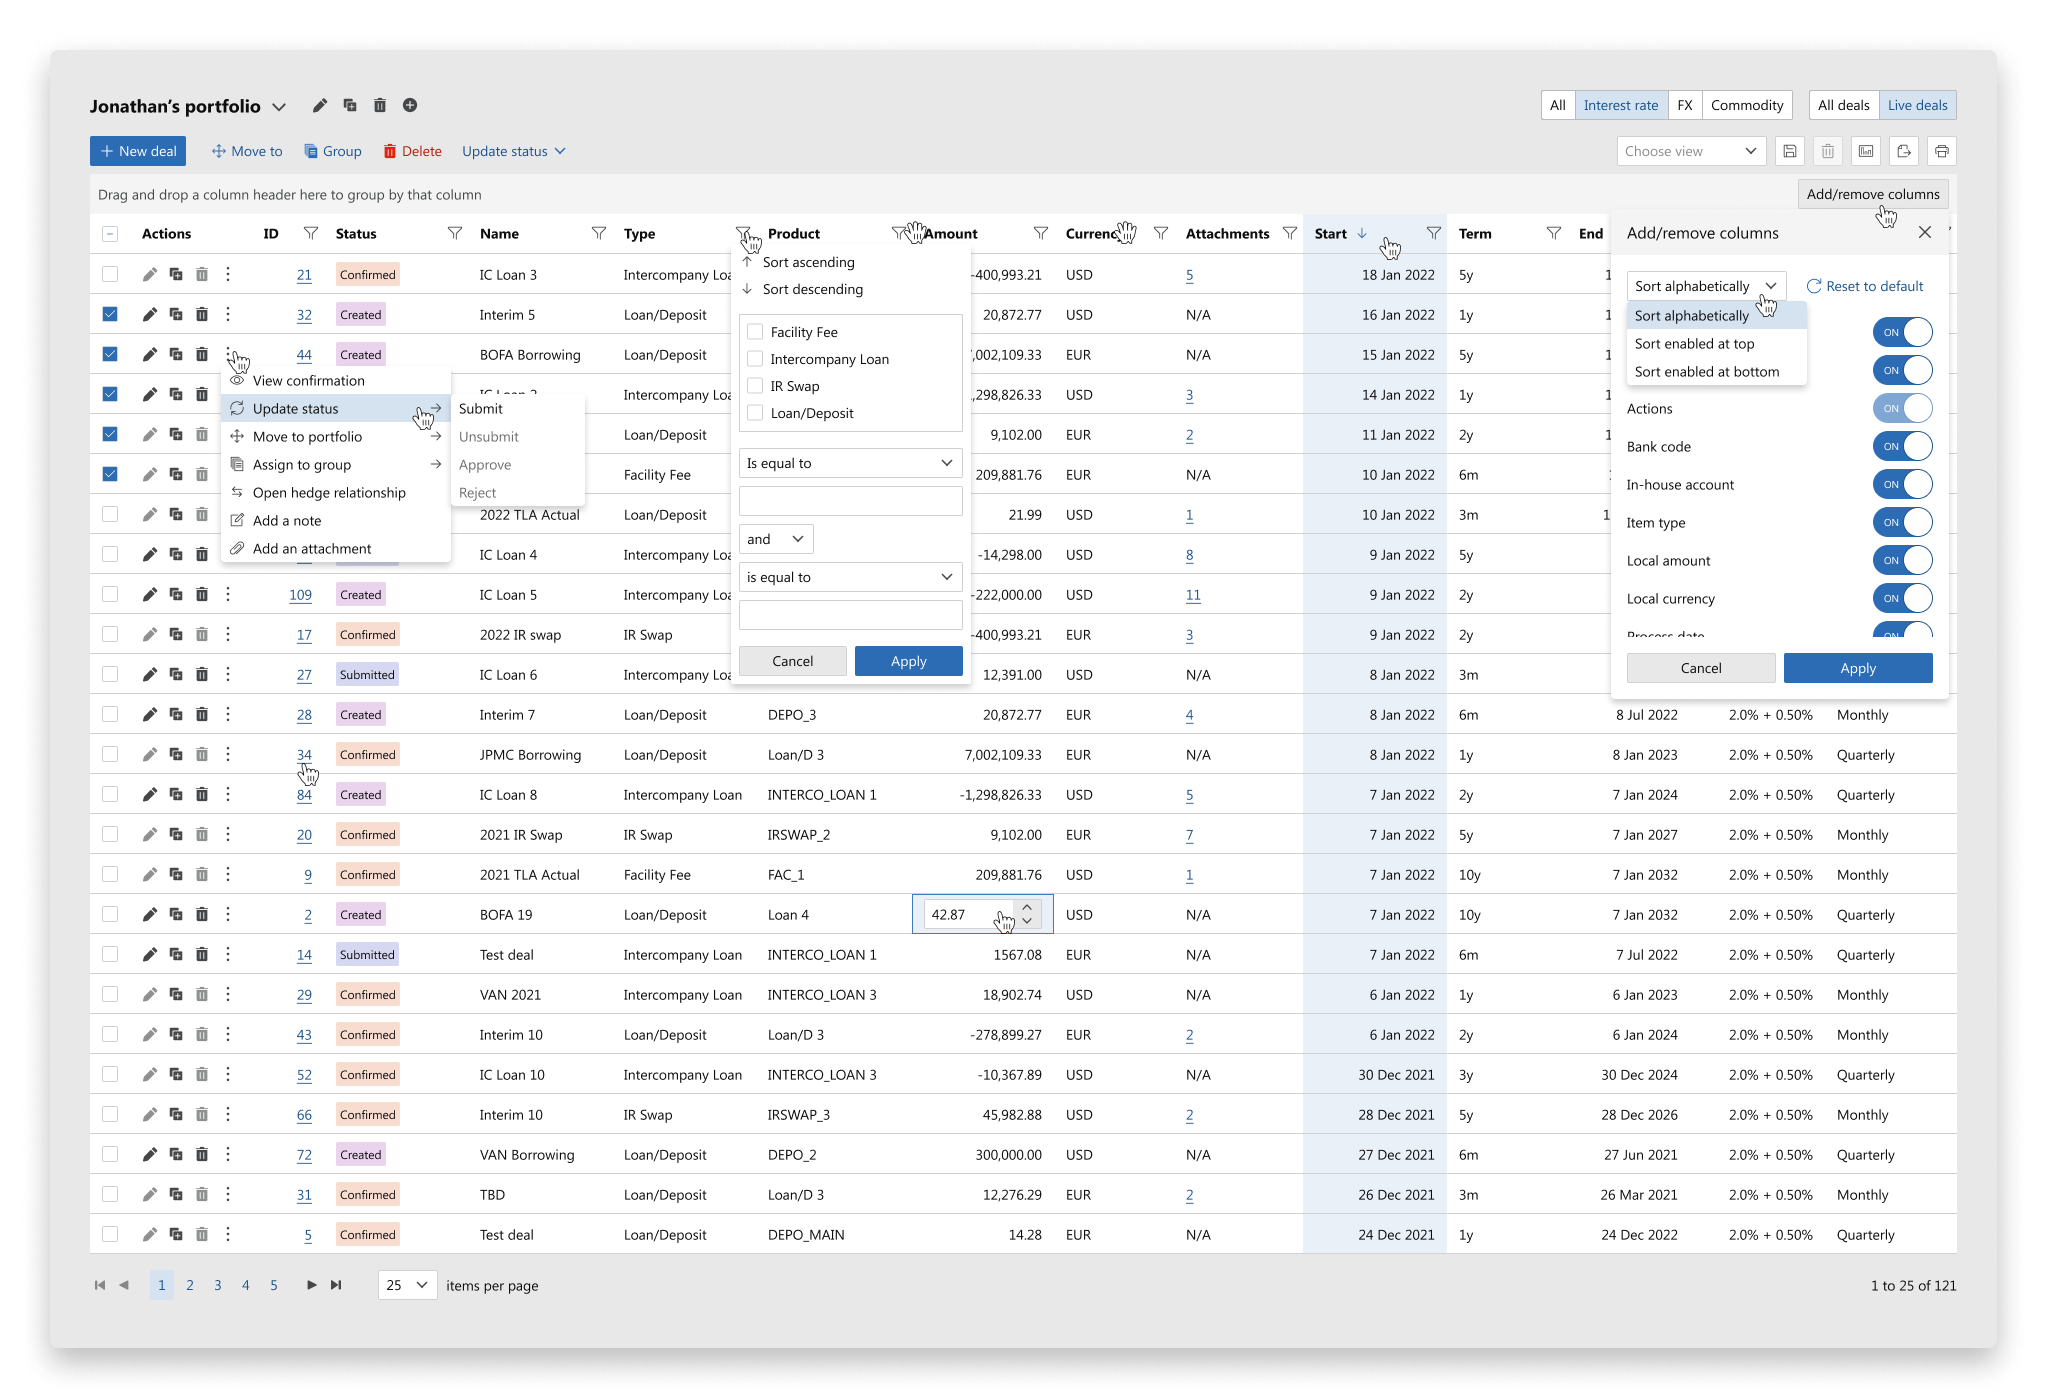 Jonathan's portfolio
All Interest rate FX Commodity All deals Live deals
New deal Move to Group Delete Update status Choose view
Drag and drop a column header here to group by that column Add/remove columns
Actions ID Status Name Type Product Amount Attachments Start Term End
21 Confirmed IC Loan 3 Intercompany -400,993.21 USD 5 18 Jan 2022 5y
32 Created Interim 5 Loan/Deposit 20,872.77 USD N/A 16 Jan 2022 1y
44 Created BOFA Borrowing Loan/Deposit 002,109.33 EUR N/A 15 Jan 2022 5y
298,826.33 USD 3 14 Jan 2022 1y
Loan/Deposit 9,102.00 EUR 2 11 Jan 2022 2y
Facility Fee 209,881.76 EUR N/A 10 Jan 2022 6m
2022 TLA Actual Loan/Deposit 21.99 USD 1 10 Jan 2022 3m
IC Loan 4 Intercompany -14,298.00 USD 8 9 Jan 2022 5y
109 Created IC Loan 5 Intercompany -222,000.00 USD 11 9 Jan 2022 2y
17 Confirmed 2022 IR swap IR Swap -400,993.21 EUR 3 9 Jan 2022 2y
27 Submitted IC Loan 6 Intercompany 12,391.00 USD N/A 8 Jan 2022 3m
28 Created Interim 7 Loan/Deposit DEPO_3 20,872.77 EUR 4 8 Jan 2022 6m 8 Jul 2022 2.0% + 0.50% Monthly
34 Confirmed JPMC Borrowing Loan/Deposit Loan/D 3 7,002,109.33 EUR N/A 8 Jan 2022 1y 8 Jan 2023 2.0% + 0.50% Quarterly
84 Created IC Loan 8 Intercompany Loan INTERCO_LOAN 1 -1,298,826.33 USD 5 7 Jan 2022 2y 7 Jan 2024 2.0% + 0.50% Quarterly
20 Confirmed 2021 IR Swap IR Swap IRSWAP_2 9,102.00 EUR 7 7 Jan 2022 5y 7 Jan 2027 2.0% + 0.50% Monthly
9 Confirmed 2021 TLA Actual Facility Fee FAC_1 209,881.76 USD 1 7 Jan 2022 10y 7 Jan 2032 2.0% + 0.50% Monthly
2 Created BOFA 19 Loan/Deposit Loan 4 42.87 USD N/A 7 Jan 2022 10y 7 Jan 2032 2.0% + 0.50% Quarterly
14 Submitted Test deal Intercompany Loan INTERCO_LOAN 1 1567.08 EUR N/A 7 Jan 2022 6m 7 Jul 2022 2.0% + 0.50% Quarterly
29 Confirmed VAN 2021 Intercompany Loan INTERCO_LOAN 3 18,902.74 USD N/A 6 Jan 2022 1y 6 Jan 2023 2.0% + 0.50% Monthly
43 Confirmed Interim 10 Loan/Deposit Loan/D 3 -278,899.27 EUR 2 6 Jan 2022 2y 6 Jan 2024 2.0% + 0.50% Monthly
52 Confirmed IC Loan 10 Intercompany Loan INTERCO_LOAN 3 -10,367.89 USD N/A 30 Dec 2021 3y 30 Dec 2024 2.0% + 0.50% Quarterly
66 Confirmed Interim 10 IR Swap IRSWAP_3 45,982.88 USD 2 28 Dec 2021 5y 28 Dec 2026 2.0% + 0.50% Monthly
72 Created VAN Borrowing Loan/Deposit DEPO_2 300,000.00 USD N/A 27 Dec 2021 6m 27 Jun 2021 2.0% + 0.50% Quarterly
31 Confirmed TBD Loan/Deposit Loan/D 3 12,276.29 EUR 2 26 Dec 2021 3m 26 Mar 2021 2.0% + 0.50% Monthly
5 Confirmed Test deal Loan/Deposit DEPO_MAIN 14.28 EUR N/A 24 Dec 2021 1y 24 Dec 2022 2.0% + 0.50% Quarterly
View confirmation
Update status
Move to portfolio
Assign to group
Open hedge relationship
Add a note
Add an attachment
Submit
Unsubmit
Approve
Reject
Sort ascending
Sort descending
Facility Fee
Intercompany Loan
IR Swap
Loan/Deposit
Is equal to
and
is equal to
Cancel Apply
Add/remove columns
Sort alphabetically Reset to default
Sort alphabetically ON
Sort enabled at top
Sort enabled at bottom ON
Actions ON
Bank code ON
In-house account ON
Item type ON
Local amount ON
Local currency ON
Process date ON
Cancel Apply
1 2 3 4 5 25 items per page 1 to 25 of 121